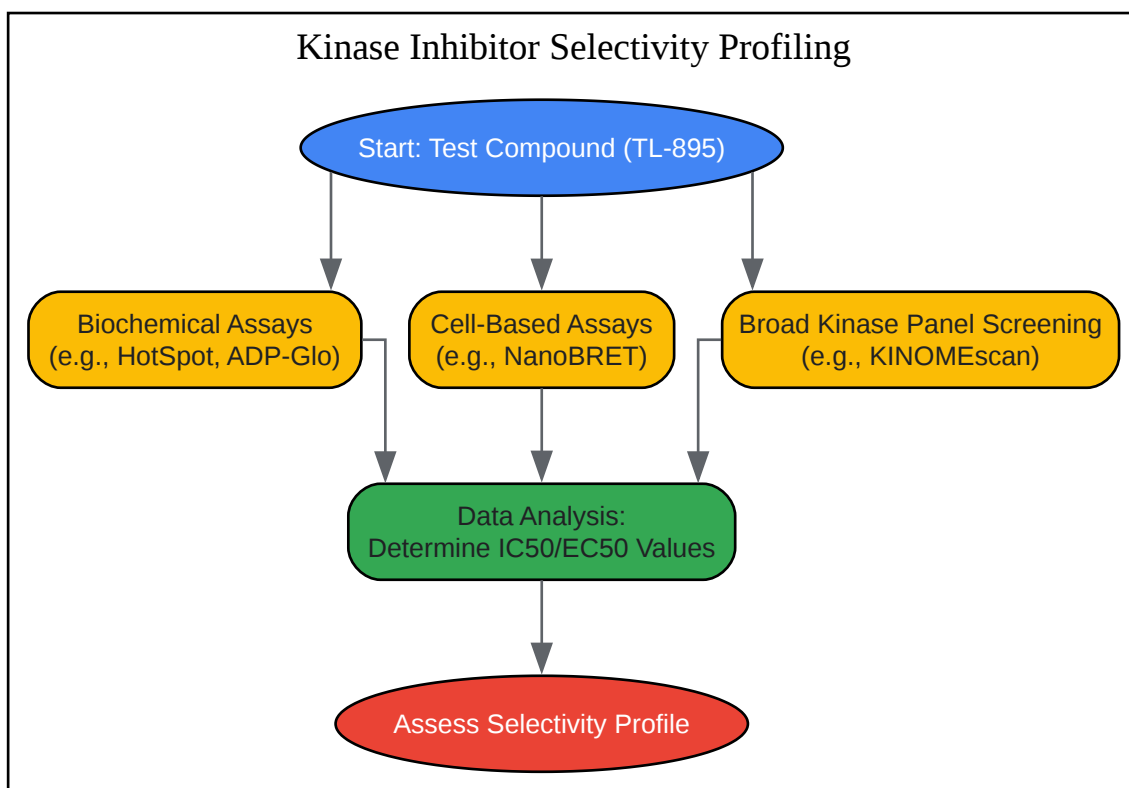 Kinase Inhibitor Selectivity Profiling
Start: Test Compound (TL-895)
Biochemical Assays
(e.g., HotSpot, ADP-Glo)
Cell-Based Assays
(e.g., NanoBRET)
Broad Kinase Panel Screening
(e.g., KINOMEscan)
Data Analysis:
Determine IC50/EC50 Values
Assess Selectivity Profile